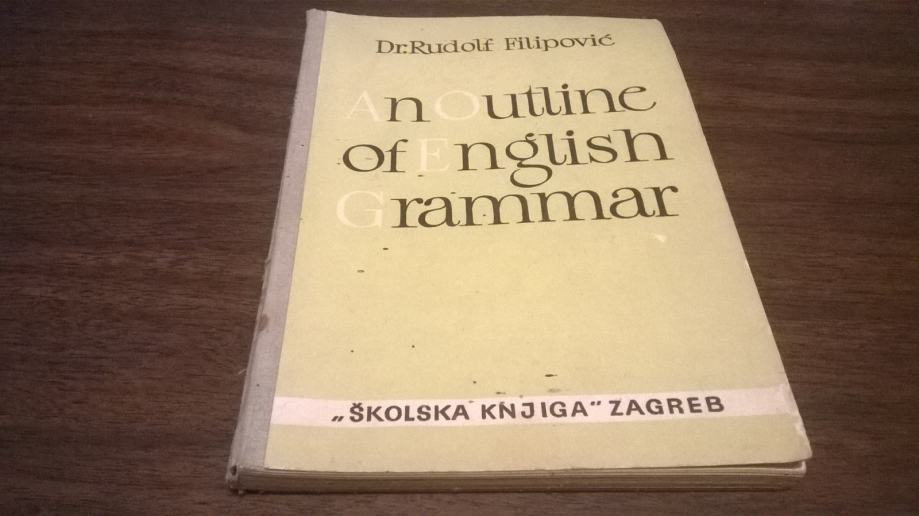 Dr. Rudolf Filipović
An Outline
of English
Grammar
„ŠKOLSKA KNJIGA” ZAGREB